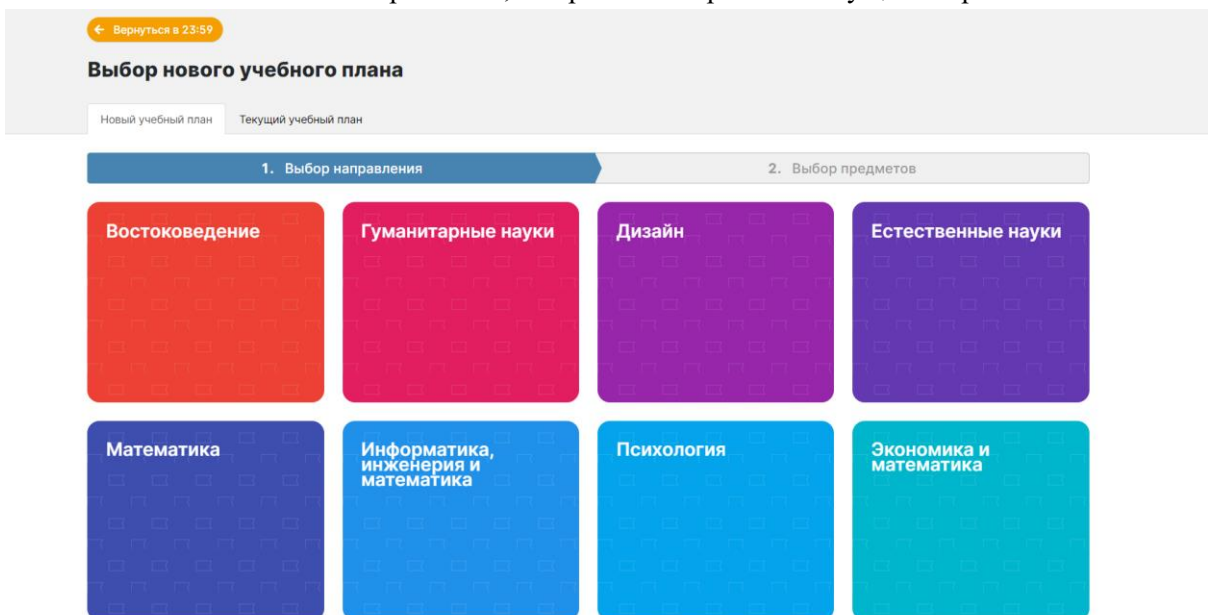 ← Вернуться в 23:59
Выбор нового учебного плана
Новый учебный план Текущий учебный план
1. Выбор направления 2. Выбор предметов
Востоковедение Гуманитарные науки Дизайн Естественные науки
Математика Информатика, Психология Экономика и
инженерия и математика
математика